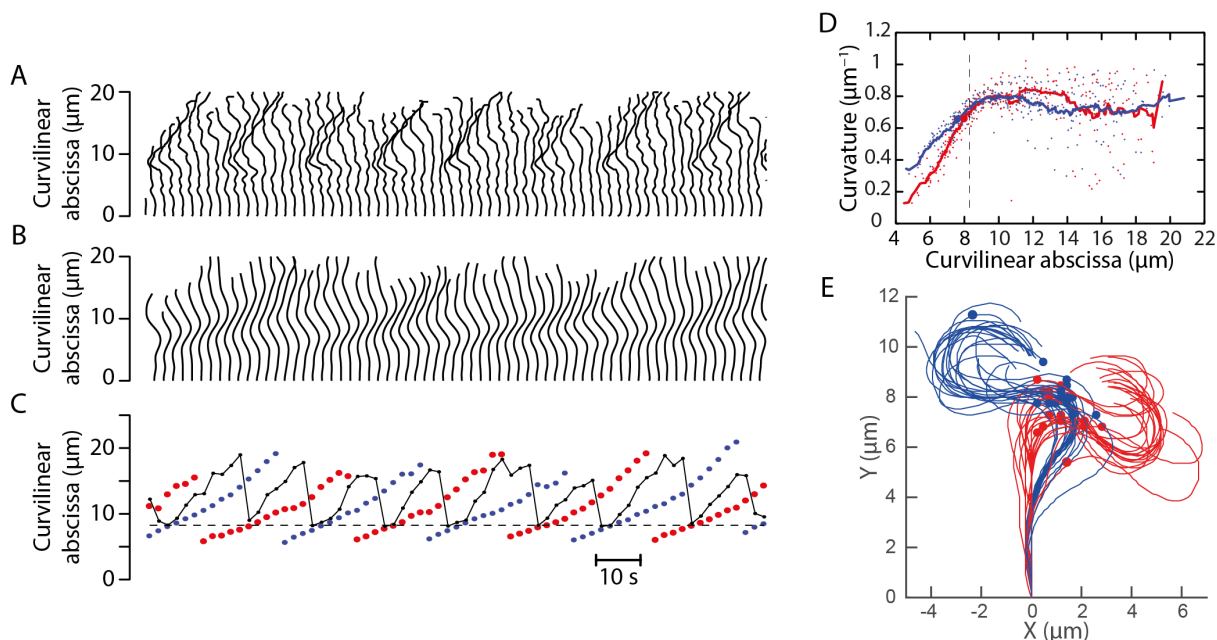 A
Curvilinear
abscissa (μm)
20
10
0
B
Curvilinear
abscissa (μm)
20
10
0
C
Curvilinear
abscissa (μm)
20
10
0
10 s
D
Curvature (μm⁻¹)
1.2
1
0.8
0.6
0.4
0.2
0
4 6 8 10 12 14 16 18 20 22
Curvilinear abscissa (μm)
E
Y (μm)
12
10
8
6
4
2
0
-4 -2 0 2 4 6
X (μm)